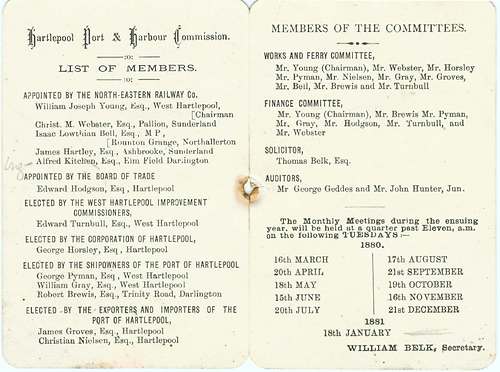 Hartlepool Port & Harbour Commission.
LIST OF MEMBERS.
APPOINTED BY THE NORTH-EASTERN RAILWAY Co.
William Joseph Young, Esq., West Hartlepool,
[Chairman
Christ. M. Webster, Esq., Pallion, Sunderland
Isaac Lowthian Bell, Esq., M P,
[Rounton Grange, Northallerton
James Hartley, Esq., Ashbrooke, Sunderland
Alfred Kitching, Esq., Elm Field Darlington
APPOINTED BY THE BOARD OF TRADE
Edward Hodgson, Esq, Hartlepool
ELECTED BY THE WEST HARTLEPOOL IMPROVEMENT
COMMISSIONERS,
Edward Turnbull, Esq., West Hartlepool
ELECTED BY THE CORPORATION OF HARTLEPOOL,
George Horsley, Esq, Hartlepool
ELECTED BY THE SHIPOWNERS OF THE PORT OF HARTLEPOOL
George Pyman, Esq, West Hartlepool
William Gray, Esq, West Hartlepool
Robert Brewis, Esq., Trinity Road, Darlington
ELECTED BY THE EXPORTERS AND IMPORTERS OF THE
PORT OF HARTLEPOOL,
James Groves, Esq., Hartlepool
Christian Nielsen, Esq., Hartlepool
MEMBERS OF THE COMMITTEES.
WORKS AND FERRY COMMITTEE,
Mr. Young (Chairman), Mr. Webster, Mr. Horsley
Mr. Pyman, Mr. Nielsen, Mr. Gray, Mr. Groves,
Mr. Bell, Mr. Brewis and Mr. Turnbull
FINANCE COMMITTEE,
Mr. Young (Chairman), Mr. Brewis Mr. Pyman,
Mr. Gray, Mr. Hodgson, Mr. Turnbull, and
Mr. Webster
SOLICITOR,
Thomas Belk, Esq.
AUDITORS,
Mr George Geddes and Mr. John Hunter, Jun.
The Monthly Meetings during the ensuing
year, will be held at a quarter past Eleven, a.m.
on the following TUESDAYS:—
1880.
16th MARCH 17th AUGUST
20th APRIL 21st SEPTEMBER
18th MAY 19th OCTOBER
15th JUNE 16th NOVEMBER
20th JULY 21st DECEMBER
1881
18th JANUARY
WILLIAM BELK, Secretary.